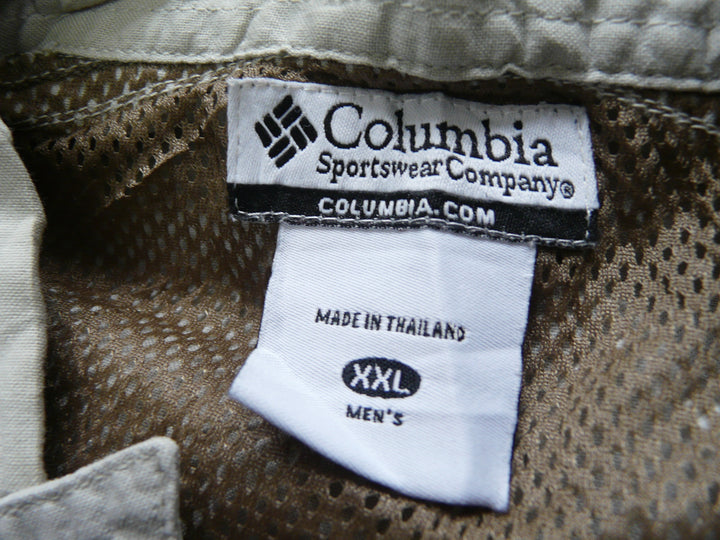 Columbia
Sportswear Company®
COLUMBIA.COM
MADE IN THAILAND
XXL
MEN'S